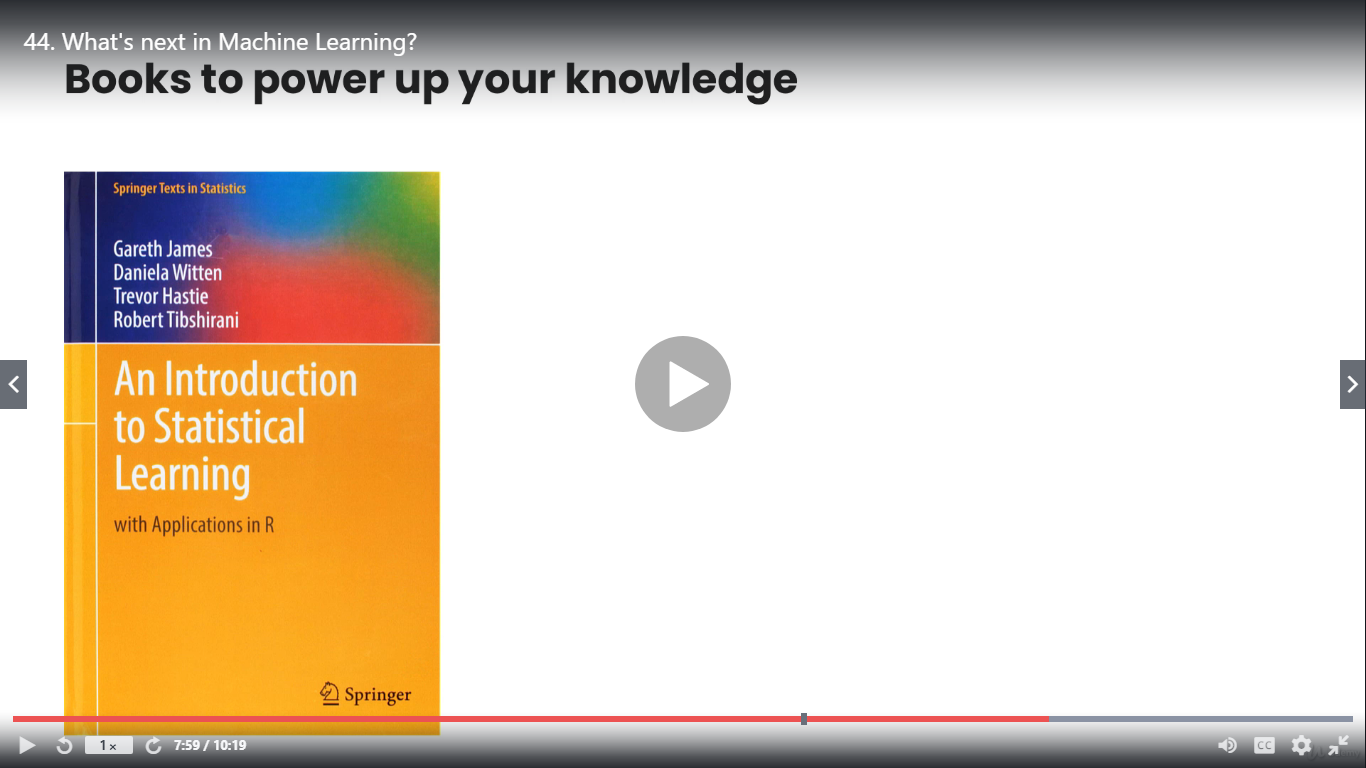 44. What's next in Machine Learning?
Books to power up your knowledge
Springer Texts in Statistics
Gareth James
Daniela Witten
Trevor Hastie
Robert Tibshirani
An Introduction
to Statistical
Learning
with Applications in R
Springer
1×
7:59 / 10:19
CC